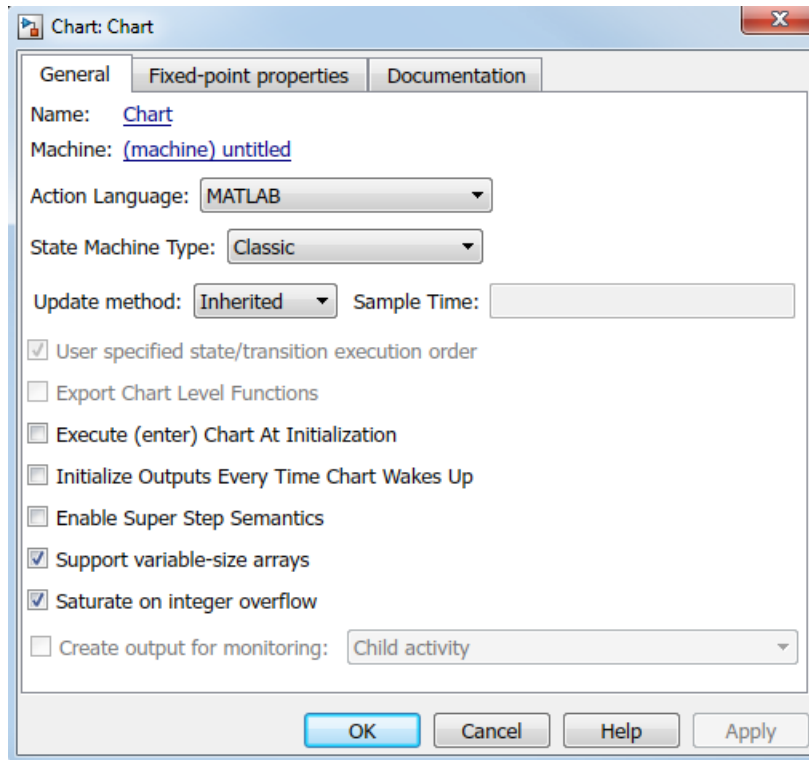 Chart: Chart
General Fixed-point properties Documentation
Name: Chart
Machine: (machine) untitled
Action Language: MATLAB
State Machine Type: Classic
Update method: Inherited Sample Time:
User specified state/transition execution order
Export Chart Level Functions
Execute (enter) Chart At Initialization
Initialize Outputs Every Time Chart Wakes Up
Enable Super Step Semantics
Support variable-size arrays
Saturate on integer overflow
Create output for monitoring: Child activity
OK Cancel Help Apply